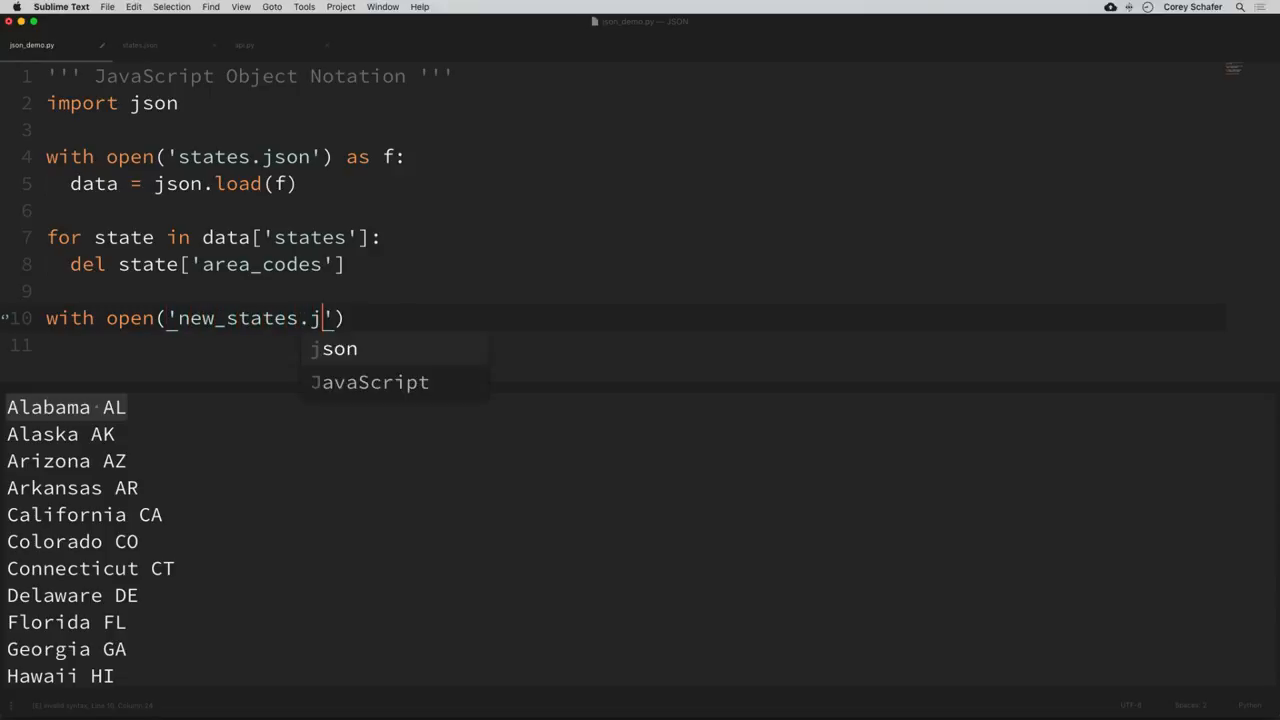 Sublime Text File Edit Selection Find View Goto Tools Project Window Help Corey Schafer
json_demo.py — JSON
json_demo.py states.json api.py
1 ''' JavaScript Object Notation '''
2 import json
3
4 with open('states.json') as f:
5 data = json.load(f)
6
7 for state in data['states']:
8 del state['area_codes']
9
10 with open('new_states.j')
11
json
JavaScript
Alabama AL
Alaska AK
Arizona AZ
Arkansas AR
California CA
Colorado CO
Connecticut CT
Delaware DE
Florida FL
Georgia GA
Hawaii HI
invalid syntax, Line 10, Column 24 UTF-8 Spaces: 2 Python